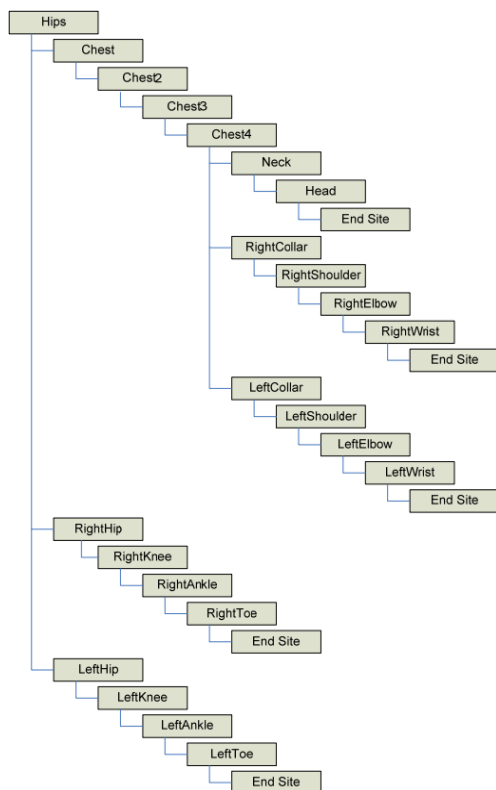 Hips
Chest
Chest2
Chest3
Chest4
Neck
Head
End Site
RightCollar
RightShoulder
RightElbow
RightWrist
End Site
LeftCollar
LeftShoulder
LeftElbow
LeftWrist
End Site
RightHip
RightKnee
RightAnkle
RightToe
End Site
LeftHip
LeftKnee
LeftAnkle
LeftToe
End Site